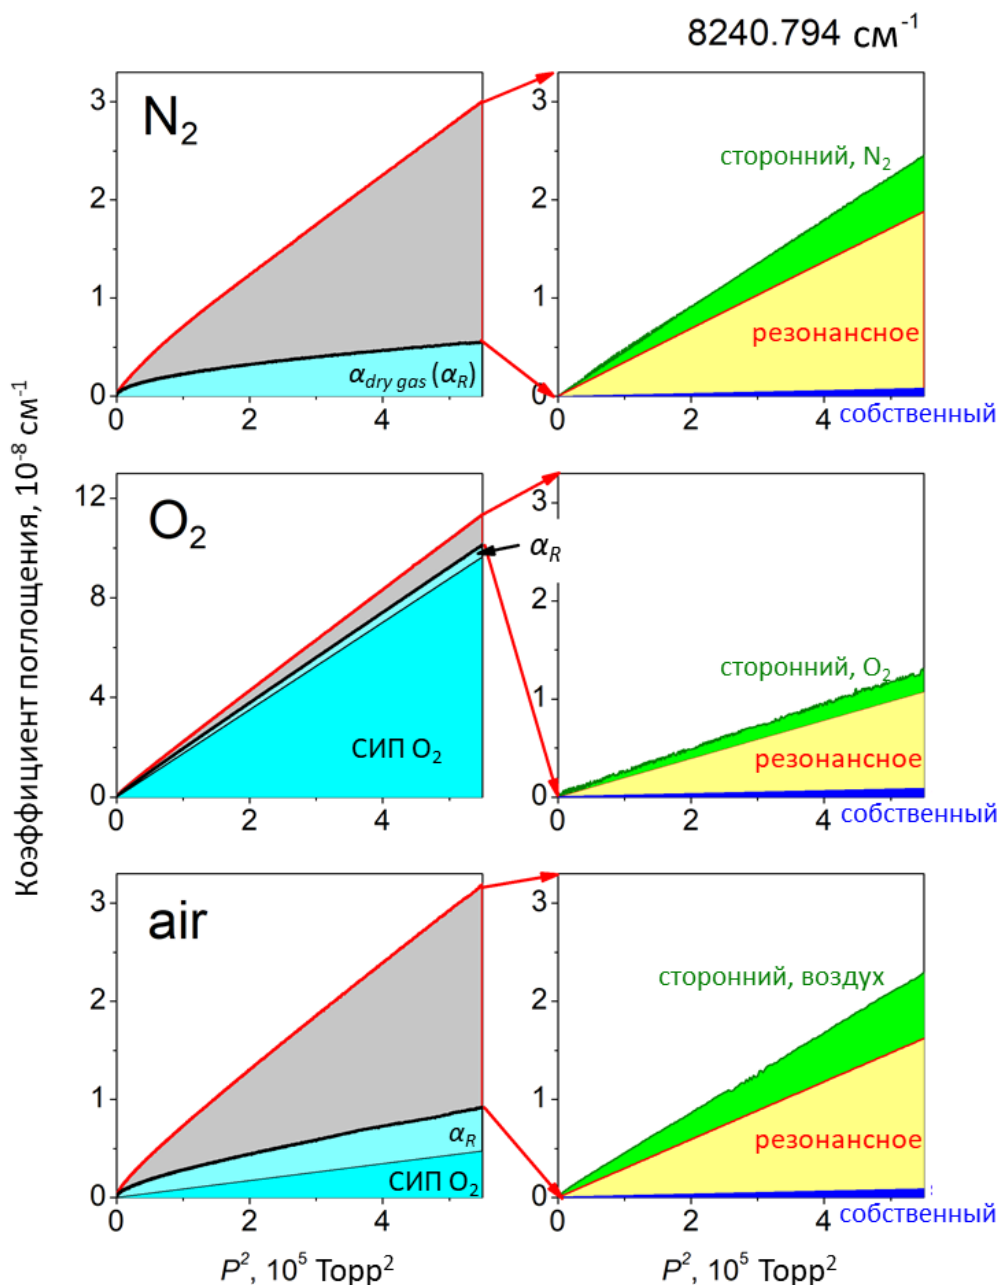 8240.794 см⁻¹
N₂
3
2
1
0
0 2 4
α dry gas (α_R)
3
2
1
0
0 2 4
сторонний, N₂
резонансное
собственный
O₂
12
8
4
0
0 2 4
α_R
СИП O₂
3
2
1
0
0 2 4
сторонний, O₂
резонансное
собственный
air
3
2
1
0
0 2 4
α_R
СИП O₂
3
2
1
0
0 2 4
сторонний, воздух
резонансное
собственный
Коэффициент поглощения, 10⁻⁸ см⁻¹
P², 10⁵ Торр²
P², 10⁵ Торр²